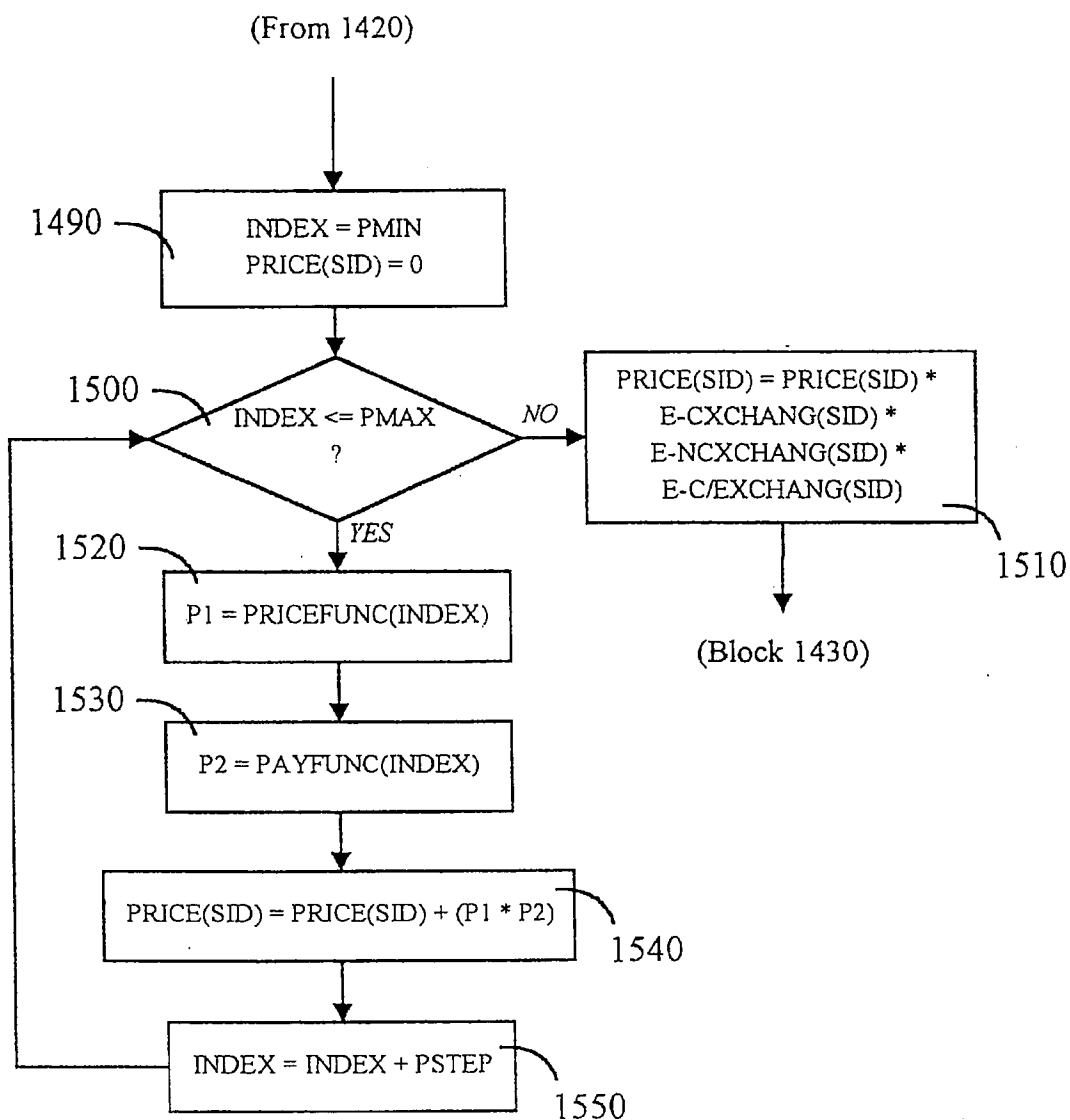 (From 1420)
1490
INDEX = PMIN
PRICE(SID) = 0
1500
INDEX <= PMAX
?
NO
PRICE(SID) = PRICE(SID) *
E-CXCHANG(SID) *
E-NCXCHANG(SID) *
E-C/EXCHANG(SID)
1510
(Block 1430)
YES
1520
P1 = PRICEFUNC(INDEX)
1530
P2 = PAYFUNC(INDEX)
PRICE(SID) = PRICE(SID) + (P1 * P2)
1540
INDEX = INDEX + PSTEP
1550